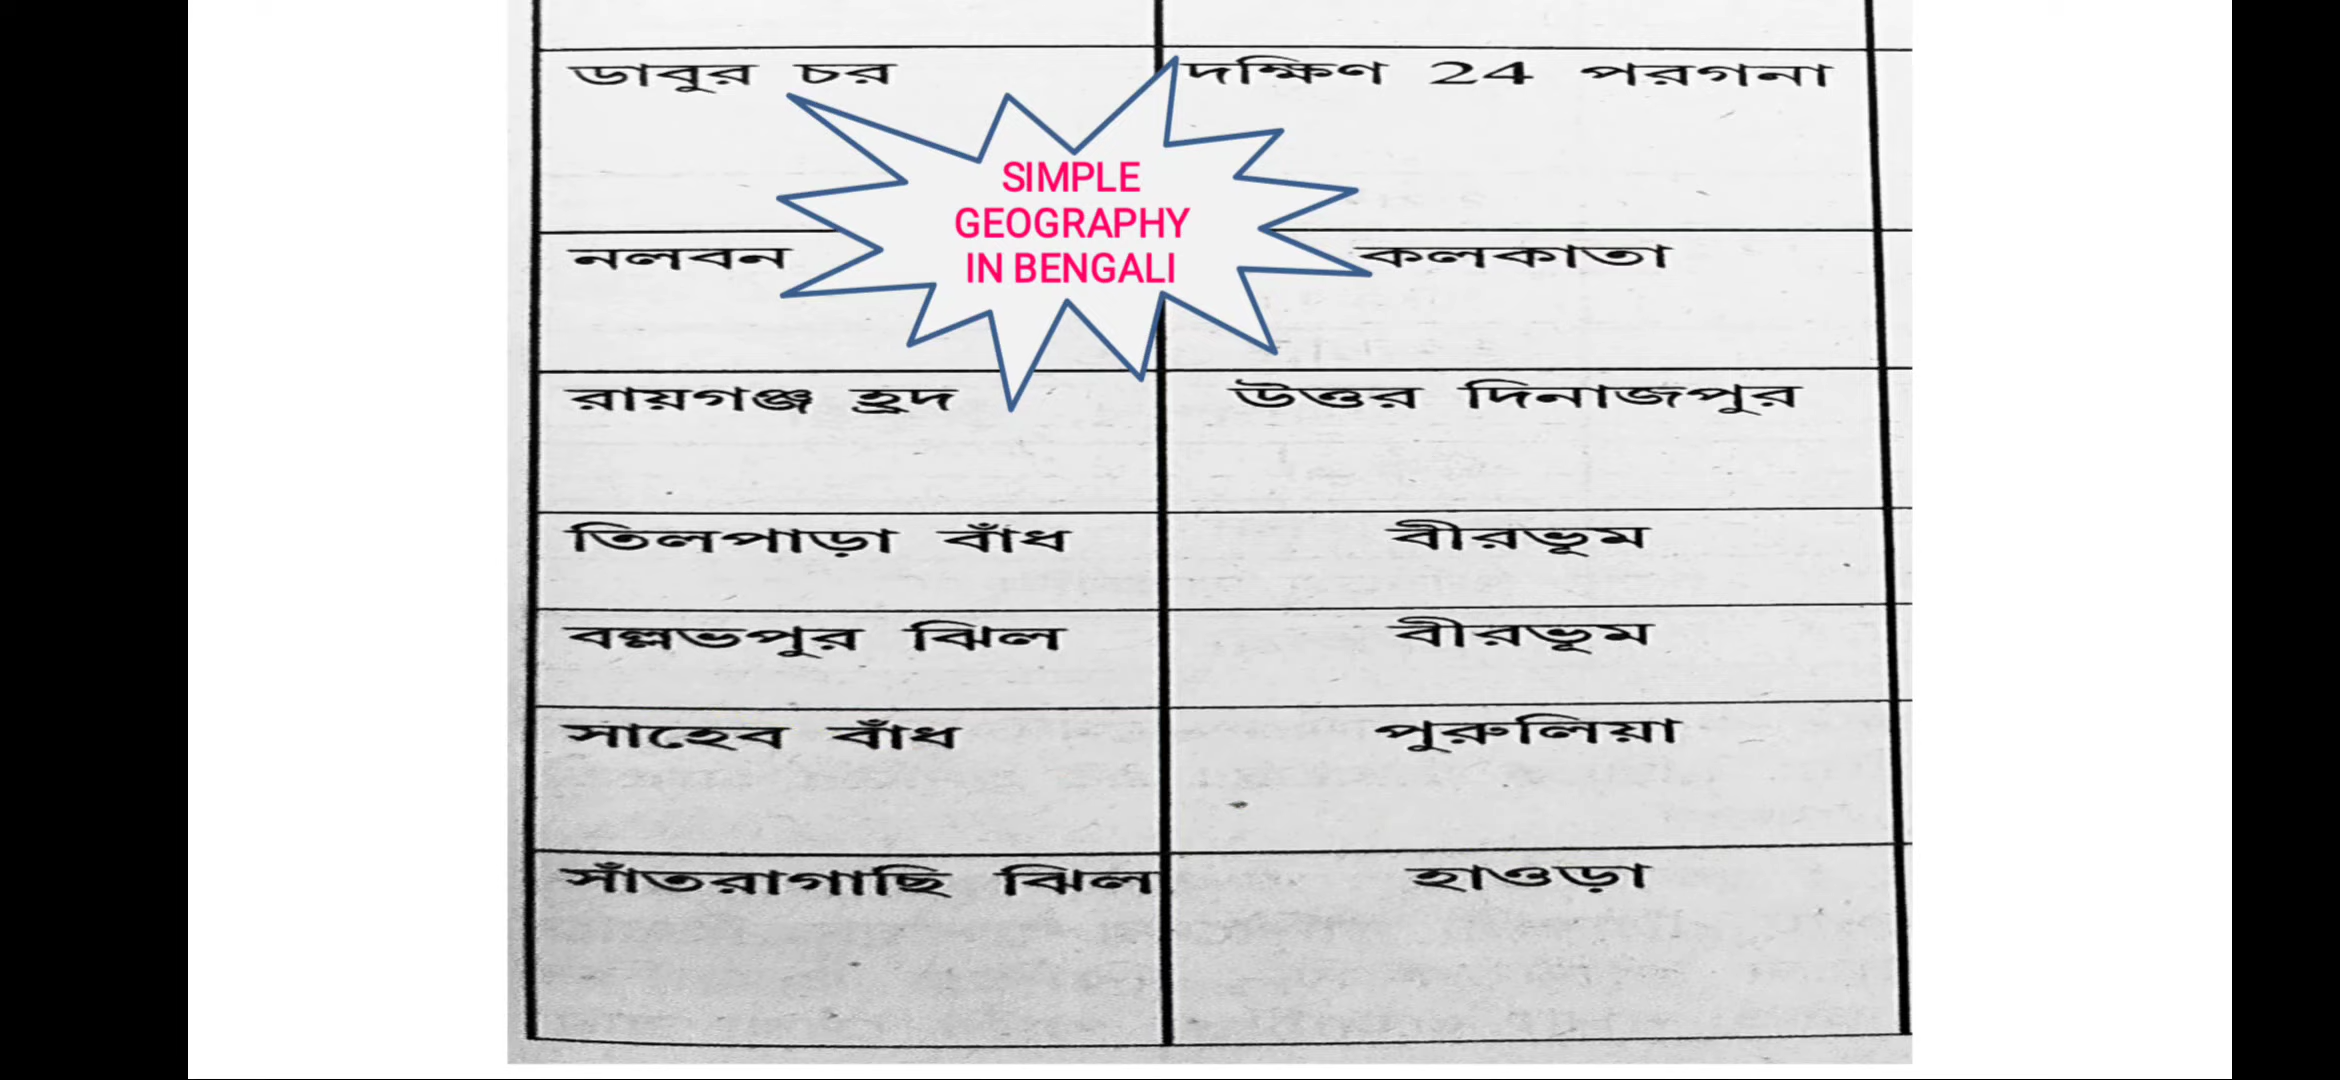 ডাবুর চর দক্ষিণ 24 পরগনা
SIMPLE
GEOGRAPHY
IN BENGALI
নলবন কলকাতা
রায়গঞ্জ হ্রদ উত্তর দিনাজপুর
তিলপাড়া বাঁধ বীরভূম
বল্লভপুর ঝিল বীরভূম
সাহেব বাঁধ পুরুলিয়া
সাঁতরাগাছি ঝিল হাওড়া